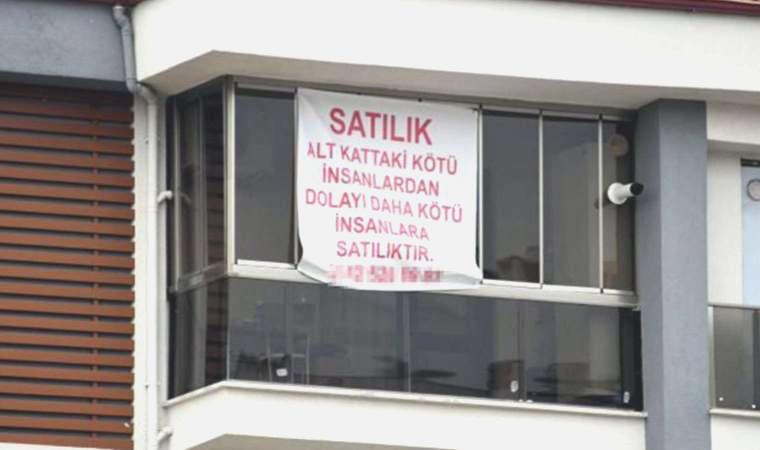 SATILIK
ALT KATTAKİ KÖTÜ
İNSANLARDAN
DOLAYI DAHA KÖTÜ
İNSANLARA
SATILIKTIR.